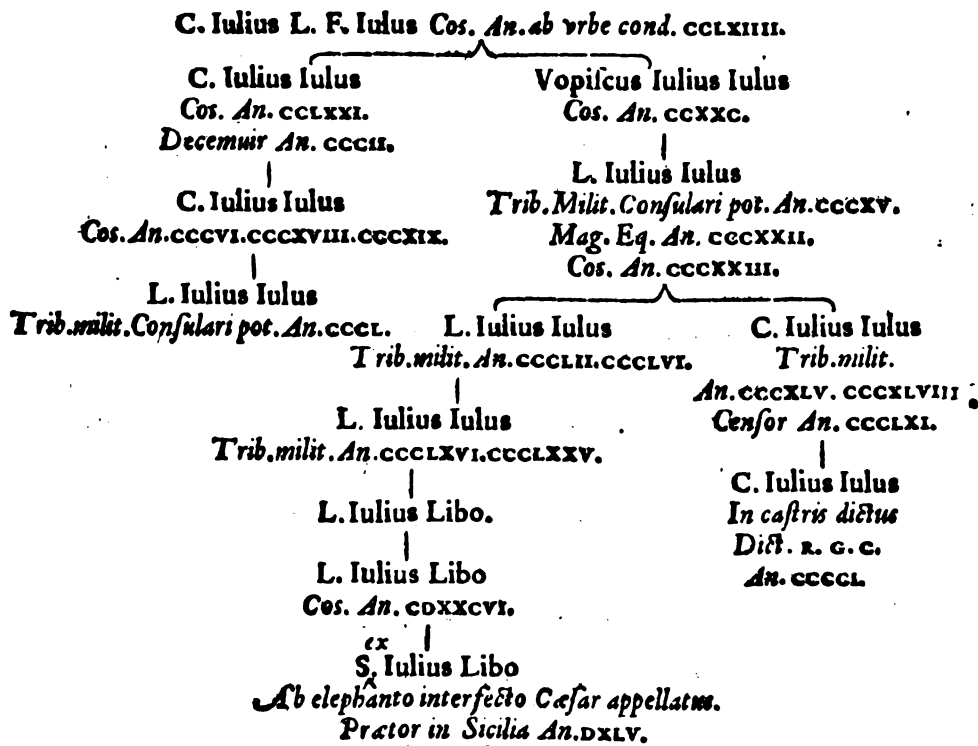 C. Iulius L. F. Iulus Cos. An. ab vrbe cond. CCLXIIII.
C. Iulius Iulus
Cos. An. CCLXXI.
Decemuir An. CCCII.
C. Iulius Iulus
Cos. An. CCCVI. CCCXVIII. CCCXIX.
L. Iulius Iulus
Trib. milit. Conſulari pot. An. CCCL.
Vopiſcus Iulius Iulus
Cos. An. CCXXC.
L. Iulius Iulus
Trib. Milit. Conſulari pot. An. CCCXV.
Mag. Eq. An. CCCXXII.
Cos. An. CCCXXIII.
L. Iulius Iulus
Trib. milit. An. CCCLII. CCCLVI.
L. Iulius Iulus
Trib. milit. An. CCCLXVI. CCCLXXV.
L. Iulius Libo.
L. Iulius Libo
Cos. An. CDXXCVI.
ex
S. Iulius Libo
Ab elephanto interfecto Cæſar appellatus.
Prætor in Sicilia An. DXLV.
C. Iulius Iulus
Trib. milit.
An. CCCXLV. CCCXLVIII.
Cenſor An. CCCLXI.
C. Iulius Iulus
In caſtris dictus
Dict. R. G. C.
An. CCCCL.